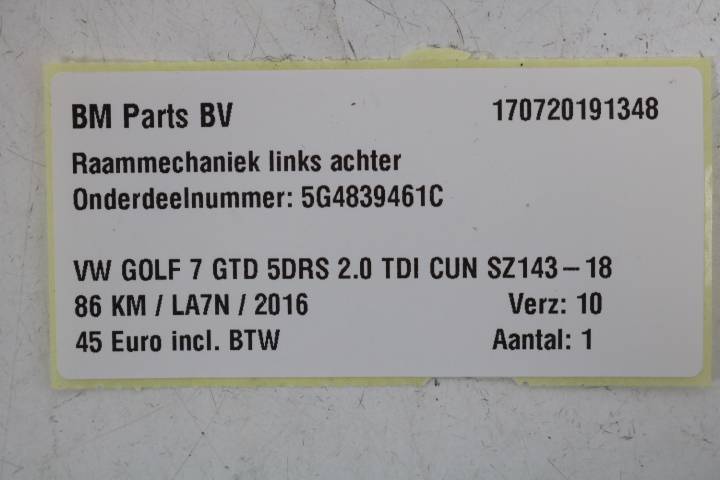 BM Parts BV 170720191348
Raammechaniek links achter
Onderdeelnummer: 5G4839461C
VW GOLF 7 GTD 5DRS 2.0 TDI CUN SZ143-18
86 KM / LA7N / 2016 Verz: 10
45 Euro incl. BTW Aantal: 1